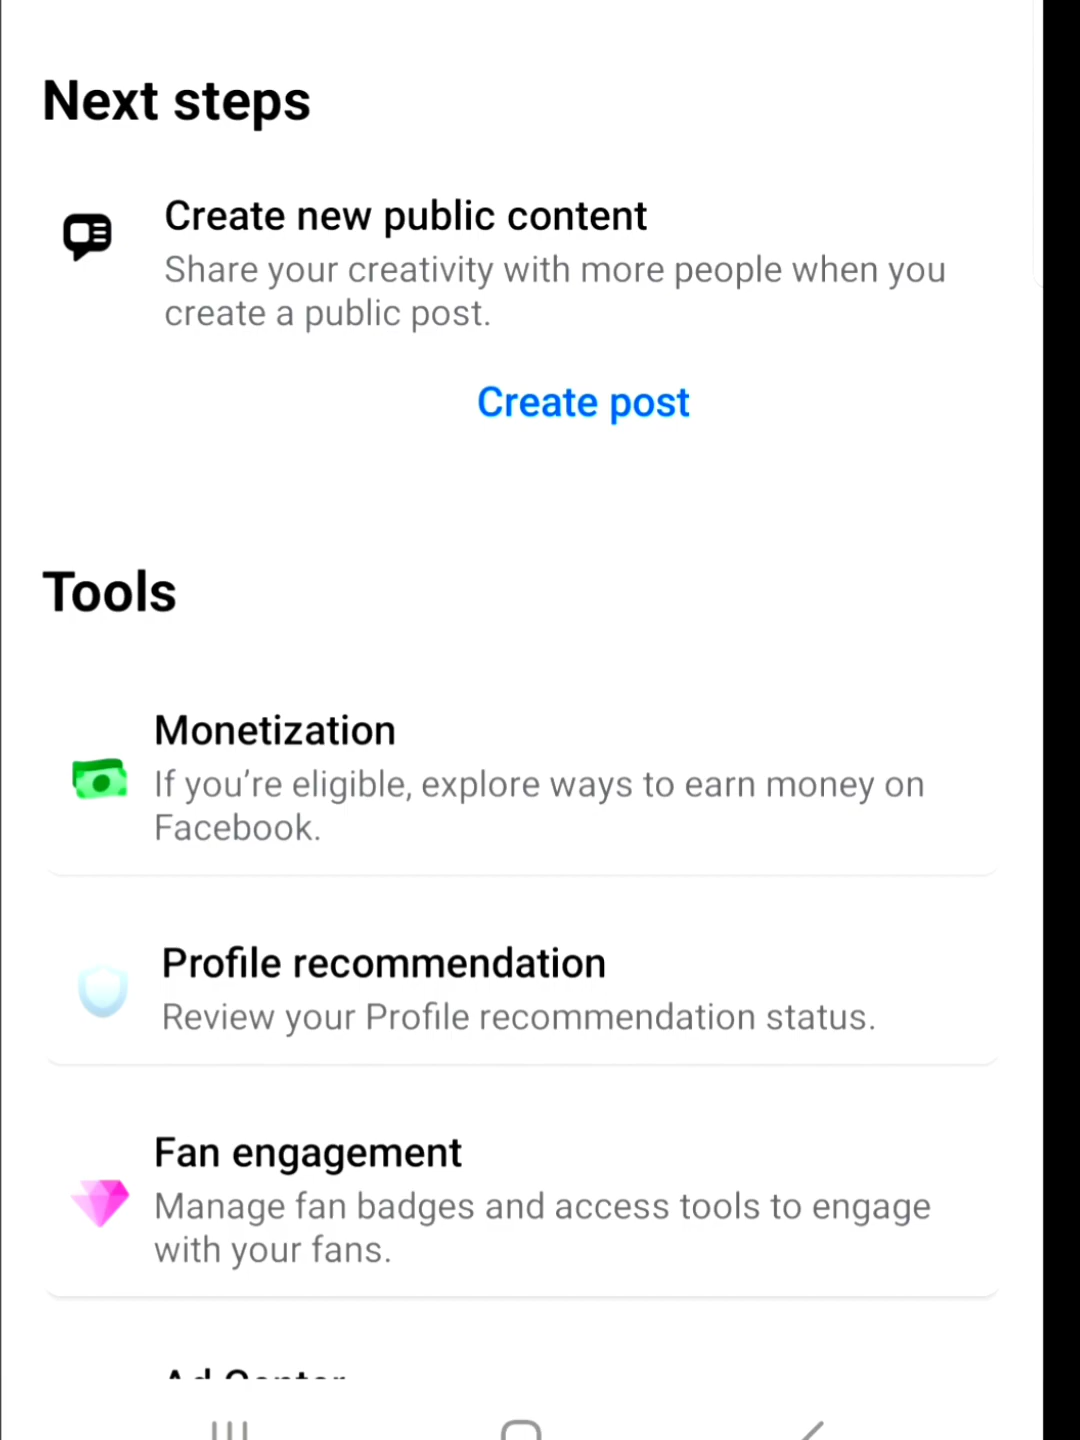 Next steps
Create new public content
Share your creativity with more people when you
create a public post.
Create post
Tools
Monetization
If you’re eligible, explore ways to earn money on
Facebook.
Profile recommendation
Review your Profile recommendation status.
Fan engagement
Manage fan badges and access tools to engage
with your fans.
Ad Center